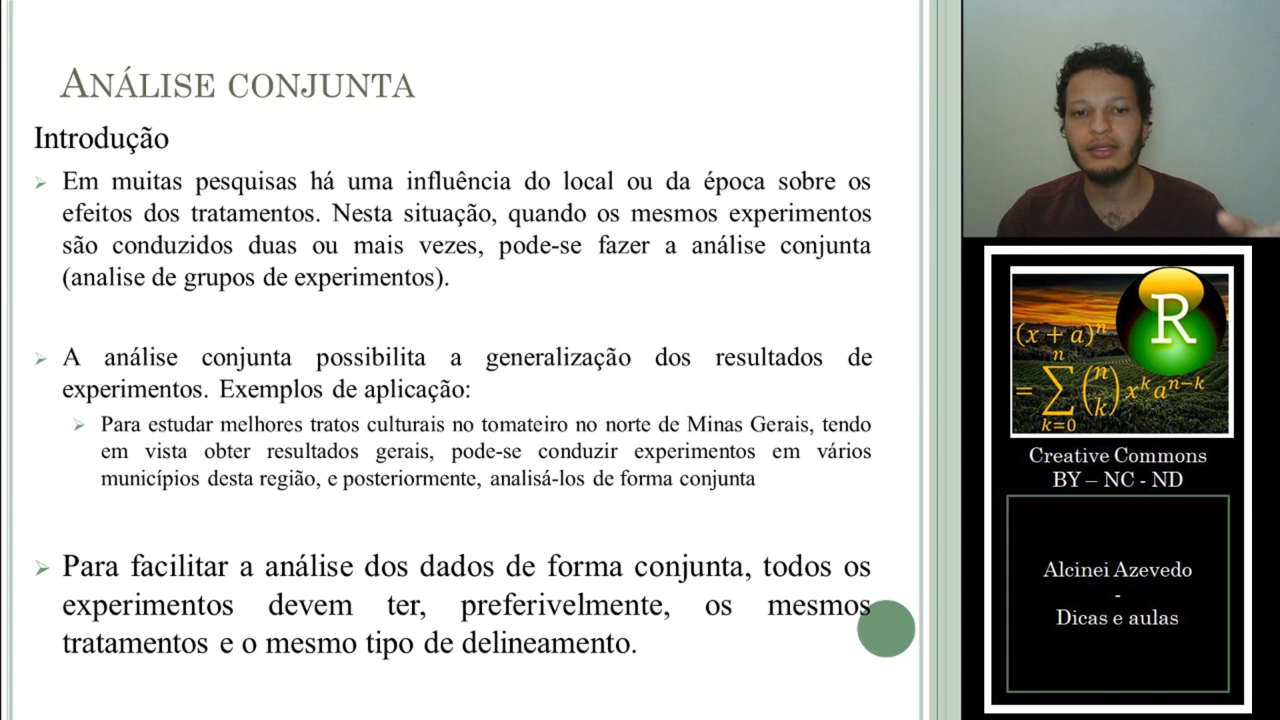 ANÁLISE CONJUNTA
Introdução
Em muitas pesquisas há uma influência do local ou da época sobre os
efeitos dos tratamentos. Nesta situação, quando os mesmos experimentos
são conduzidos duas ou mais vezes, pode-se fazer a análise conjunta
(analise de grupos de experimentos).
A análise conjunta possibilita a generalização dos resultados de
experimentos. Exemplos de aplicação:
Para estudar melhores tratos culturais no tomateiro no norte de Minas Gerais, tendo
em vista obter resultados gerais, pode-se conduzir experimentos em vários
municípios desta região, e posteriormente, analisá-los de forma conjunta
Para facilitar a análise dos dados de forma conjunta, todos os
experimentos devem ter, preferivelmente, os mesmos
tratamentos e o mesmo tipo de delineamento.
R
(x + a)^n
= ∑_{k=0}^{n} (n k) x^k a^{n-k}
Creative Commons
BY – NC - ND
Alcinei Azevedo
-
Dicas e aulas